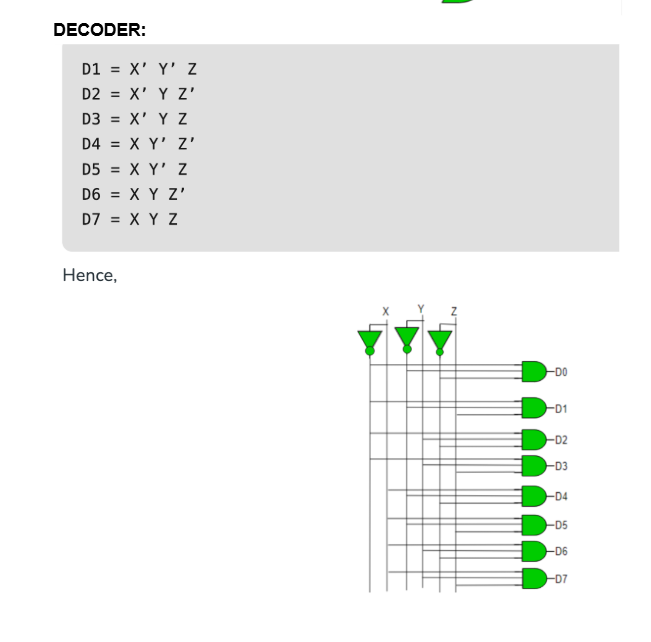 DECODER:
D1 = X' Y' Z
D2 = X' Y Z'
D3 = X' Y Z
D4 = X Y' Z'
D5 = X Y' Z
D6 = X Y Z'
D7 = X Y Z
Hence,
X Y Z
D0
D1
D2
D3
D4
D5
D6
D7